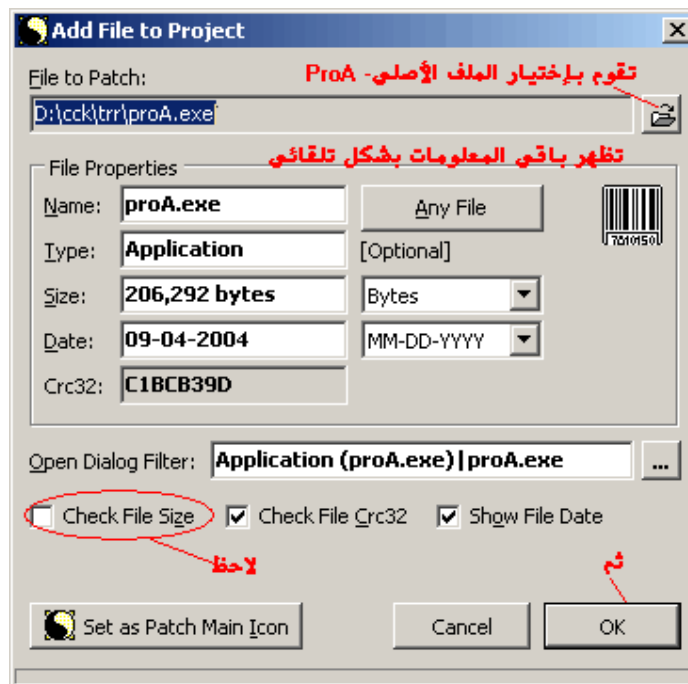 Add File to Project
File to Patch:
تقوم بإختيار الملف الأصلي- ProA
D:\cck\trr\proA.exe
تظهر باقي المعلومات بشكل تلقائي
File Properties
Name: proA.exe Any File
Type: Application [Optional]
Size: 206,292 bytes Bytes
Date: 09-04-2004 MM-DD-YYYY
Crc32: C1BCB39D
Open Dialog Filter: Application (proA.exe)|proA.exe ...
Check File Size Check File Crc32 Show File Date
لاحظ
ثم
Set as Patch Main Icon Cancel OK